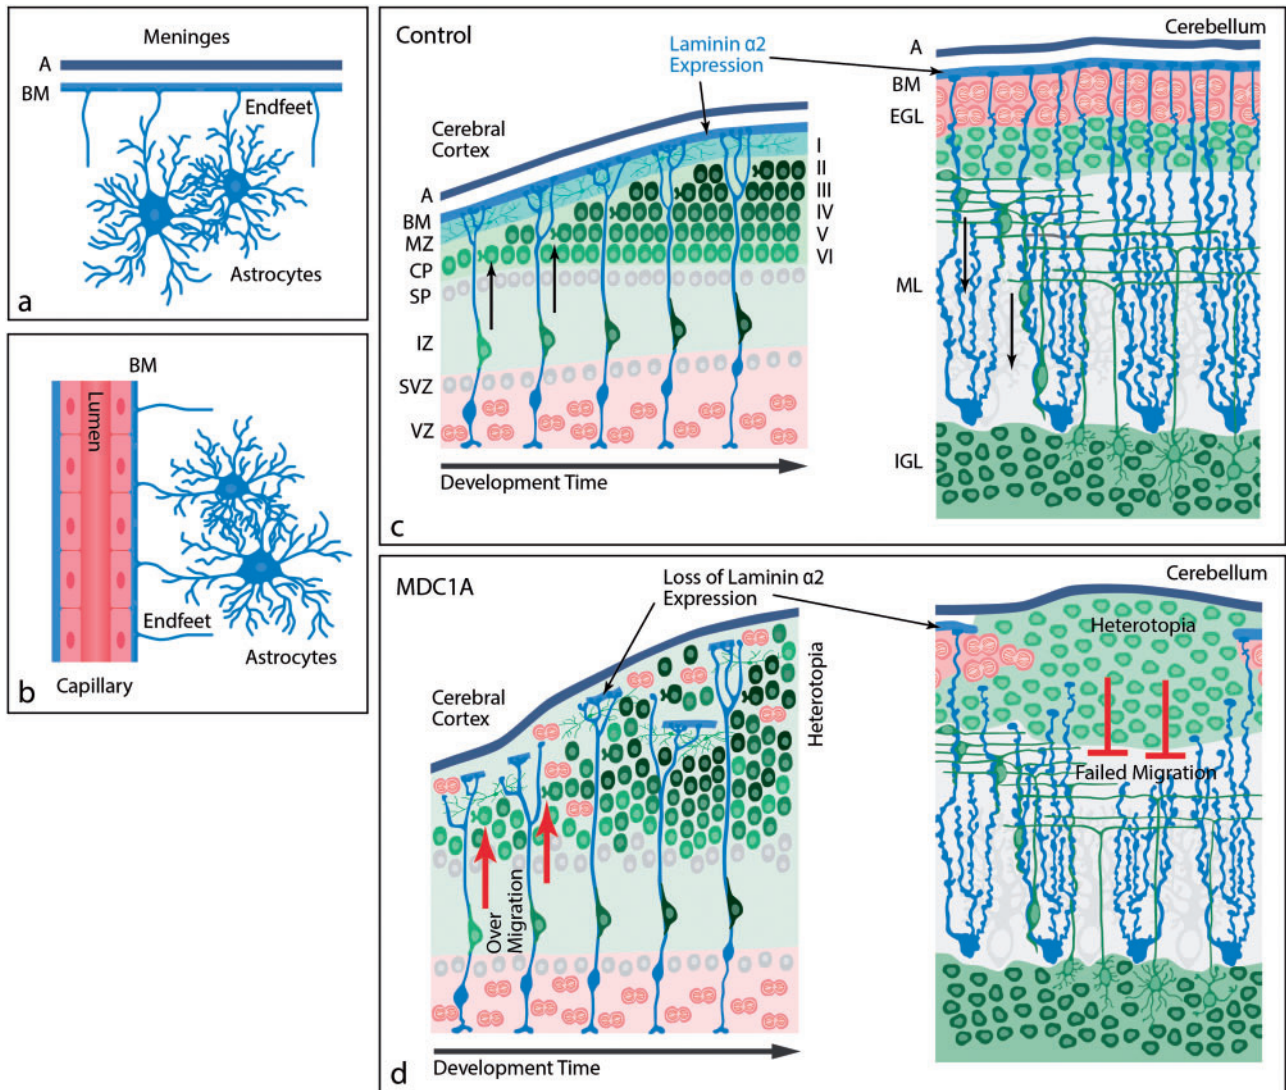 Meninges
A
BM
Endfeet
Astrocytes
a
BM
Lumen
Endfeet
Astrocytes
Capillary
b
Control
Laminin α2
Expression
Cerebral
Cortex
A
BM
MZ
CP
SP
IZ
SVZ
VZ
I
II
III
IV
V
VI
Development Time
Cerebellum
A
BM
EGL
ML
IGL
c
MDC1A
Loss of Laminin α2
Expression
Cerebral
Cortex
Heterotopia
Over
Migration
Development Time
Cerebellum
Heterotopia
Failed Migration
d